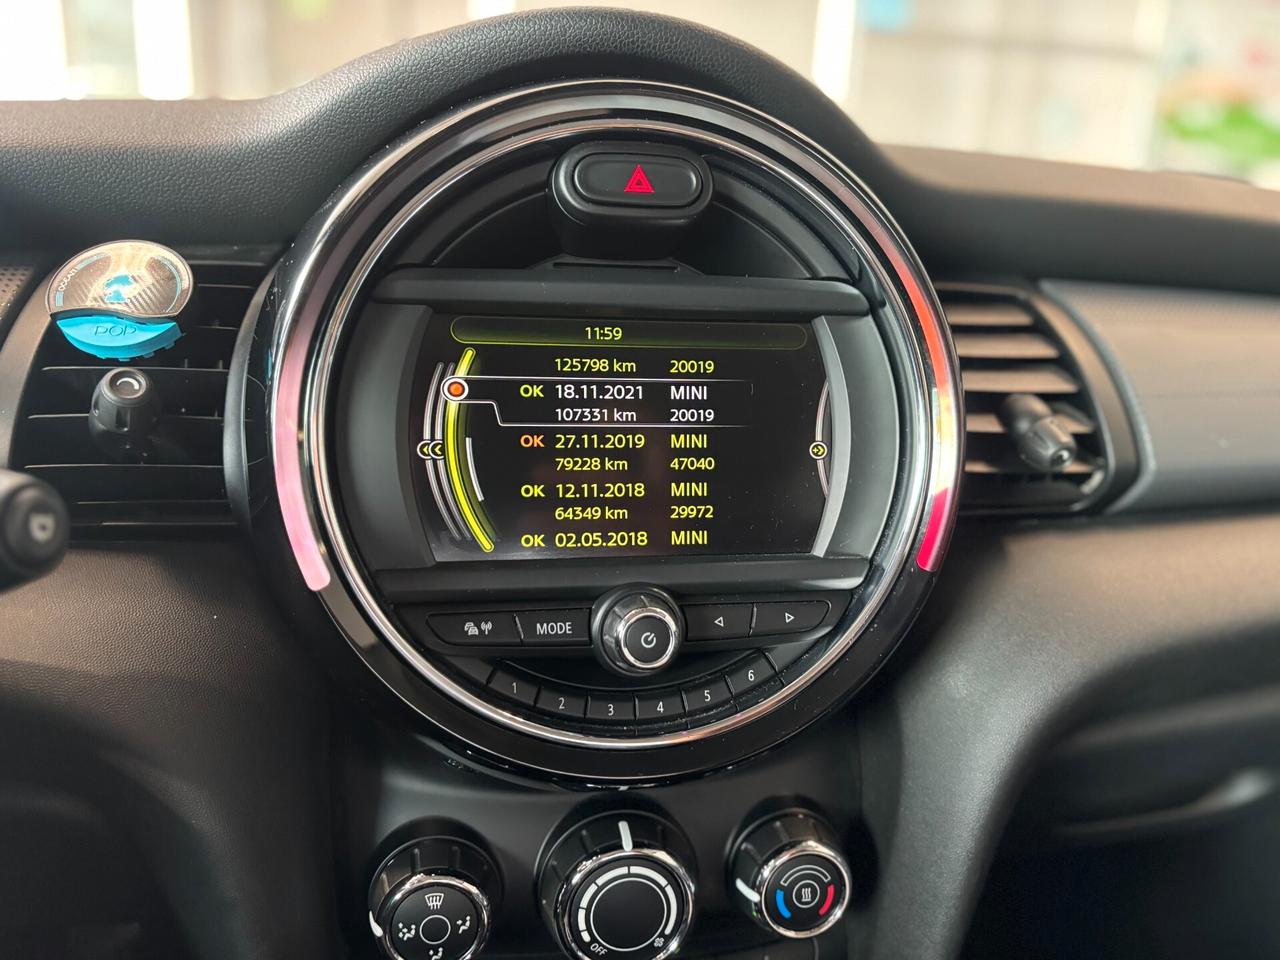 OCEAN
POP
11:59
125798 km 20019
OK 18.11.2021 MINI
107331 km 20019
OK 27.11.2019 MINI
79228 km 47040
OK 12.11.2018 MINI
64349 km 29972
OK 02.05.2018 MINI
MODE
1 2 3 4 5 6
OFF